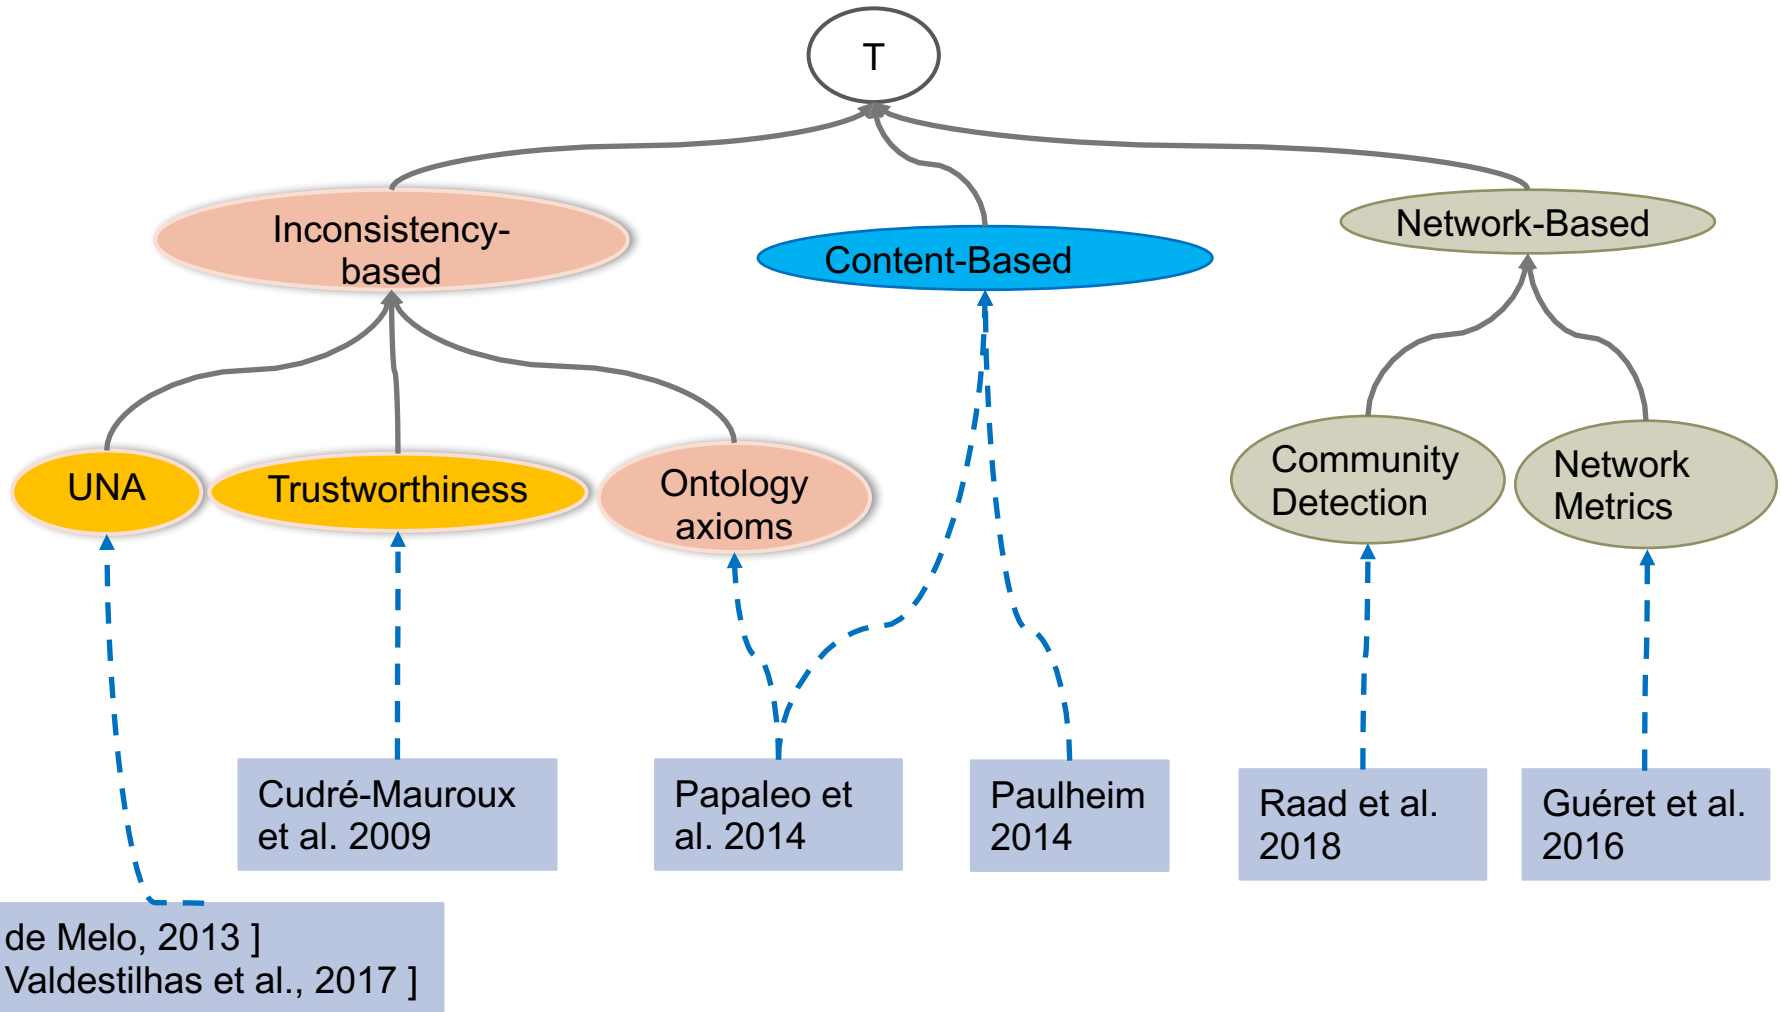 T
Inconsistency-
based
Content-Based
Network-Based
UNA
Trustworthiness
Ontology
axioms
Community
Detection
Network
Metrics
Cudré-Mauroux
et al. 2009
Papaleo et
al. 2014
Paulheim
2014
Raad et al.
2018
Guéret et al.
2016
de Melo, 2013 ]
Valdestilhas et al., 2017 ]